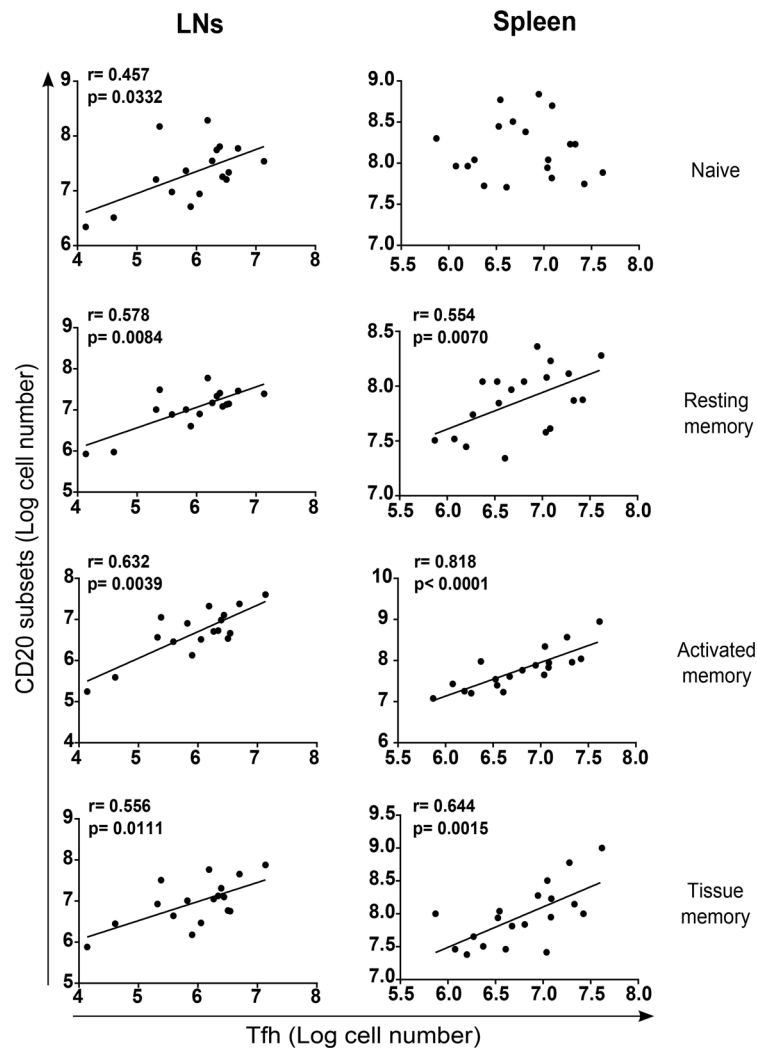 LNs
Spleen
r= 0.457
p= 0.0332
9
8
7
6
4 5 6 7 8
9.0
8.5
8.0
7.5
7.0
5.5 6.0 6.5 7.0 7.5 8.0
Naive
r= 0.578
p= 0.0084
9
8
7
6
5
4 5 6 7 8
r= 0.554
p= 0.0070
8.5
8.0
7.5
7.0
5.5 6.0 6.5 7.0 7.5 8.0
Resting
memory
CD20 subsets (Log cell number)
r= 0.632
p= 0.0039
8
7
6
5
4
4 5 6 7 8
r= 0.818
p< 0.0001
10
9
8
7
6
5.5 6.0 6.5 7.0 7.5 8.0
Activated
memory
r= 0.556
p= 0.0111
9
8
7
6
5
4 5 6 7 8
r= 0.644
p= 0.0015
9.5
9.0
8.5
8.0
7.5
7.0
5.5 6.0 6.5 7.0 7.5 8.0
Tissue
memory
Tfh (Log cell number)